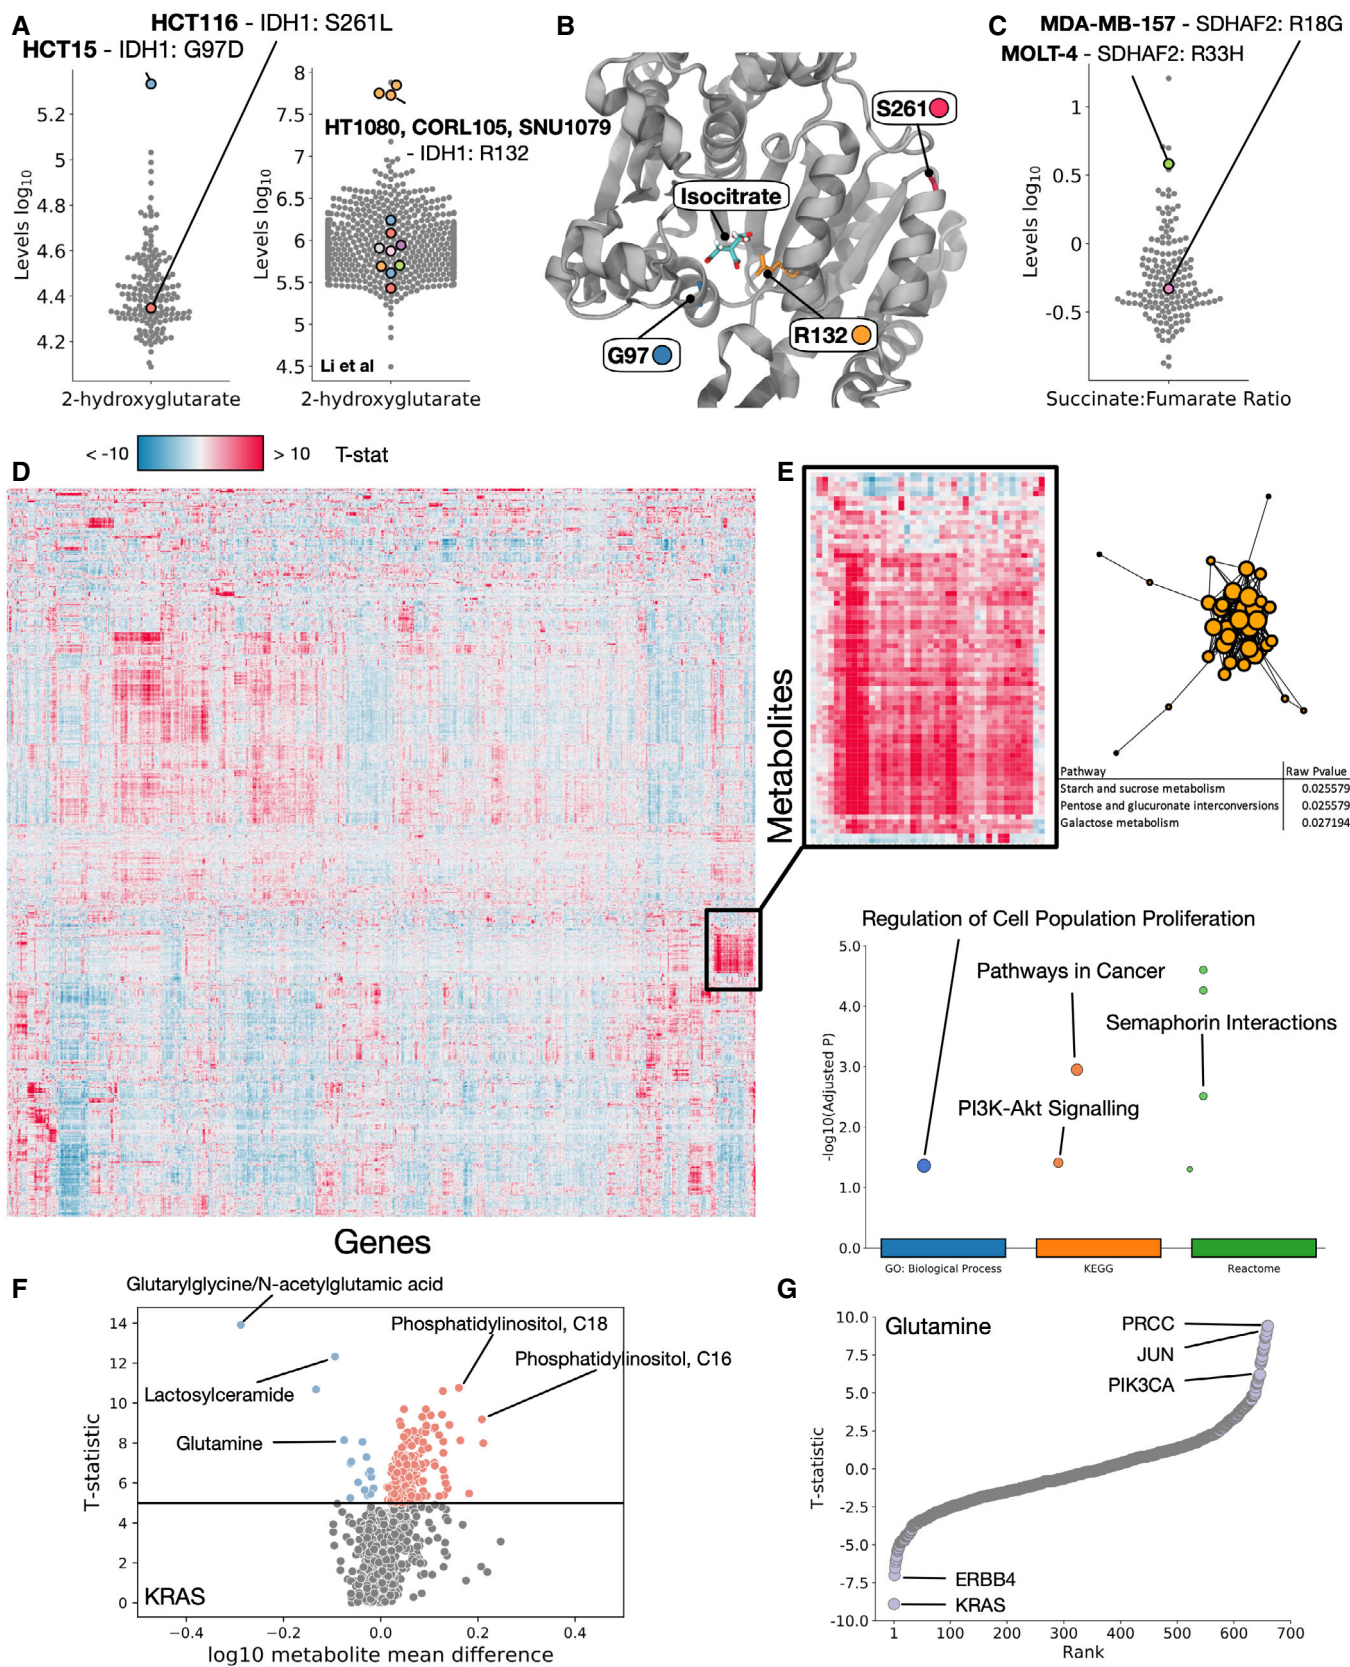 A
HCT116 - IDH1: S261L
HCT15 - IDH1: G97D
Levels log10
5.2
5
4.8
4.6
4.4
4.2
2-hydroxyglutarate
Levels log10
8
7.5
7
6.5
6
5.5
5
4.5
HT1080, CORL105, SNU1079
- IDH1: R132
Li et al
2-hydroxyglutarate
B
S261
Isocitrate
R132
G97
C
MDA-MB-157 - SDHAF2: R18G
MOLT-4 - SDHAF2: R33H
Levels log10
1
0.5
0
-0.5
Succinate:Fumarate Ratio
D
< -10
> 10
T-stat
Genes
E
Metabolites
Pathway Raw Pvalue
Starch and sucrose metabolism 0.025579
Pentose and glucuronate interconversions 0.025579
Galactose metabolism 0.027194
Regulation of Cell Population Proliferation
Pathways in Cancer
Semaphorin Interactions
PI3K-Akt Signalling
-log10(Adjusted P)
5.0
4.0
3.0
2.0
1.0
0.0
GO: Biological Process
KEGG
Reactome
F
Glutarylglycine/N-acetylglutamic acid
Phosphatidylinositol, C18
Phosphatidylinositol, C16
Lactosylceramide
Glutamine
KRAS
T-statistic
14
12
10
8
6
4
2
0
−0.4 −0.2 0.0 0.2 0.4
log10 metabolite mean difference
G
Glutamine
PRCC
JUN
PIK3CA
ERBB4
KRAS
T-statistic
10.0
7.5
5.0
2.5
0.0
-2.5
-5.0
-7.5
-10.0
1 100 200 300 400 500 600 700
Rank